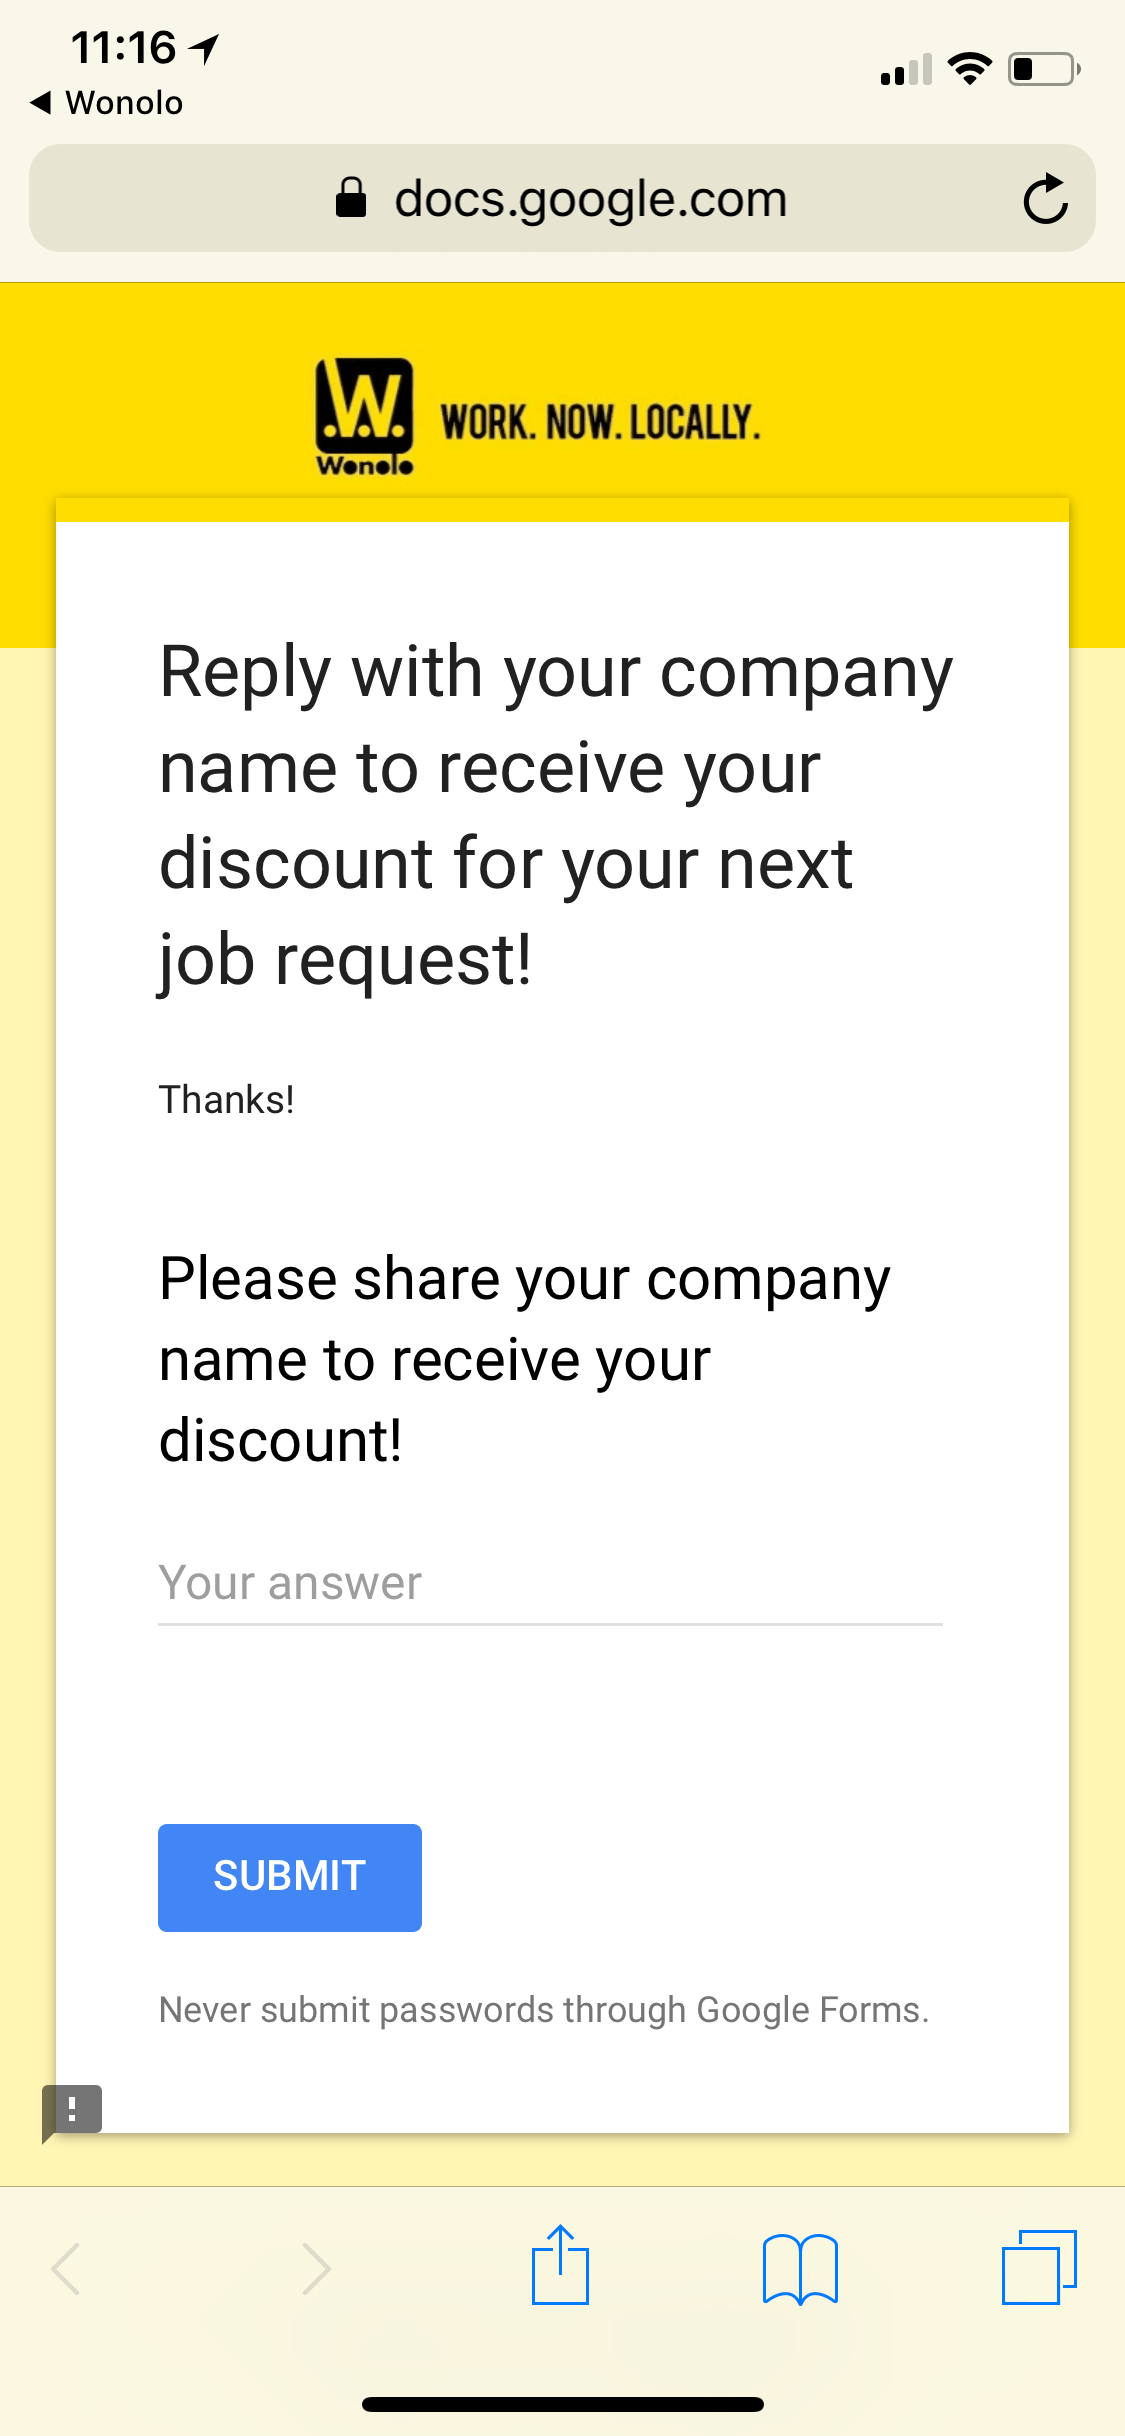 11:16
Wonolo
docs.google.com
W
Wonolo
WORK. NOW. LOCALLY.
Reply with your company
name to receive your
discount for your next
job request!
Thanks!
Please share your company
name to receive your
discount!
Your answer
SUBMIT
Never submit passwords through Google Forms.
!